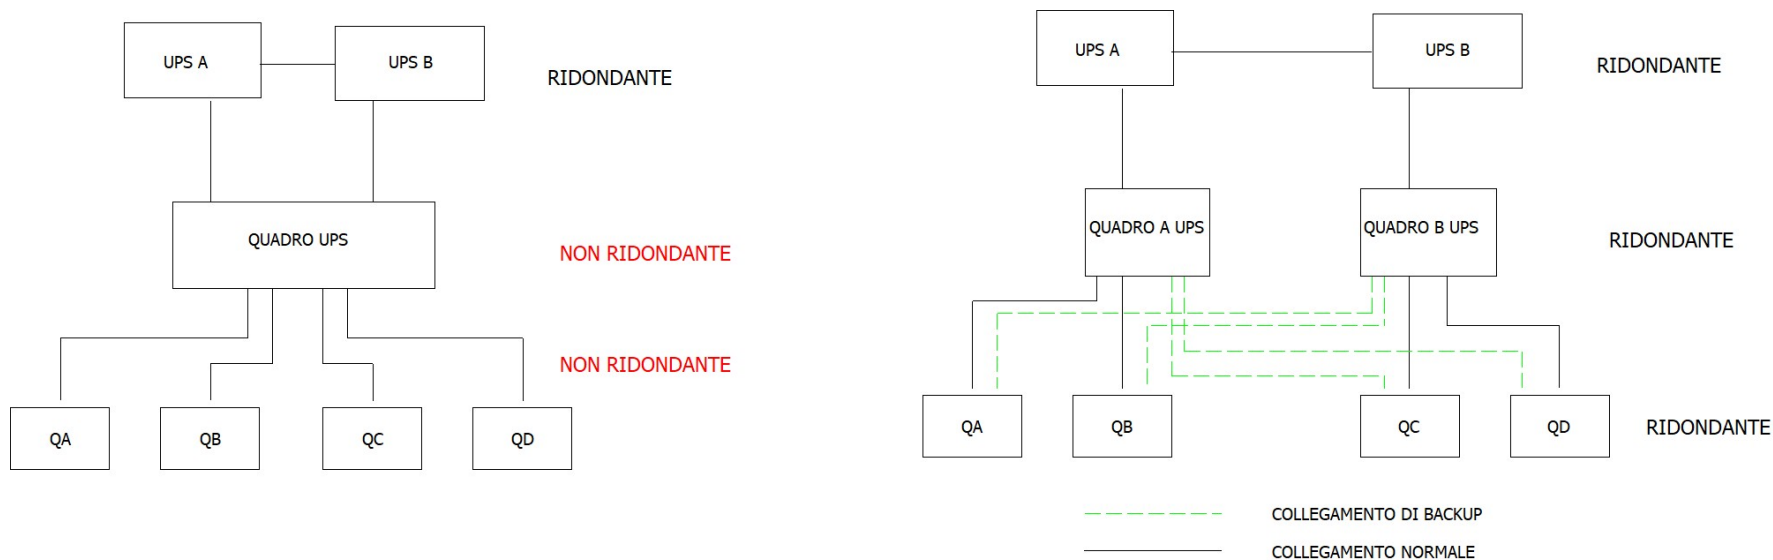 UPS A
UPS B
RIDONDANTE
QUADRO UPS
NON RIDONDANTE
NON RIDONDANTE
QA
QB
QC
QD
UPS A
UPS B
RIDONDANTE
QUADRO A UPS
QUADRO B UPS
RIDONDANTE
QA
QB
QC
QD
RIDONDANTE
COLLEGAMENTO DI BACKUP
COLLEGAMENTO NORMALE